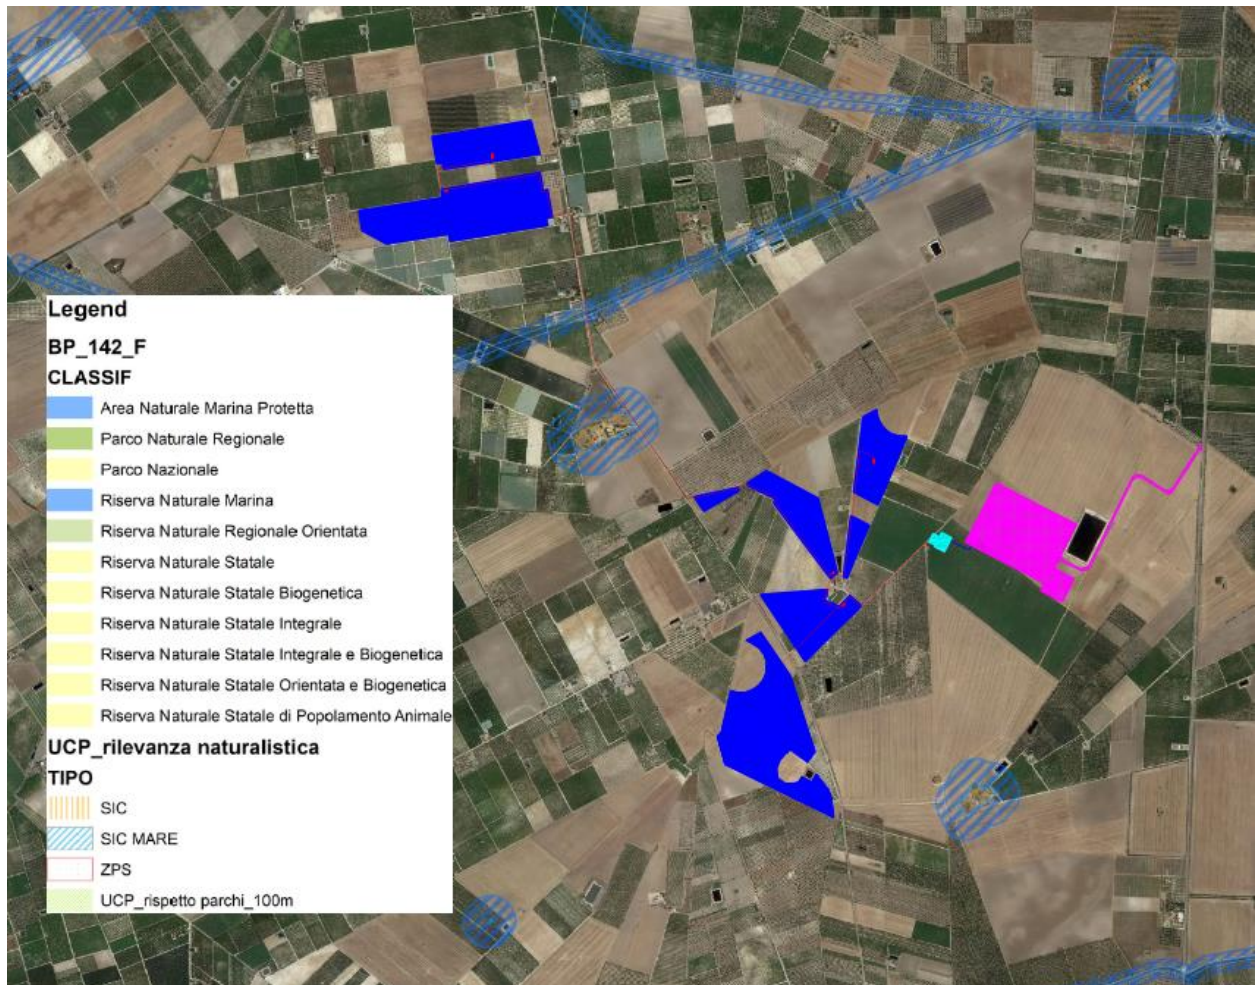 Legend
BP_142_F
CLASSIF
Area Naturale Marina Protetta
Parco Naturale Regionale
Parco Nazionale
Riserva Naturale Marina
Riserva Naturale Regionale Orientata
Riserva Naturale Statale
Riserva Naturale Statale Biogenetica
Riserva Naturale Statale Integrale
Riserva Naturale Statale Integrale e Biogenetica
Riserva Naturale Statale Orientata e Biogenetica
Riserva Naturale Statale di Popolamento Animale
UCP_rilevanza naturalistica
TIPO
SIC
SIC MARE
ZPS
UCP_rispetto parchi_100m